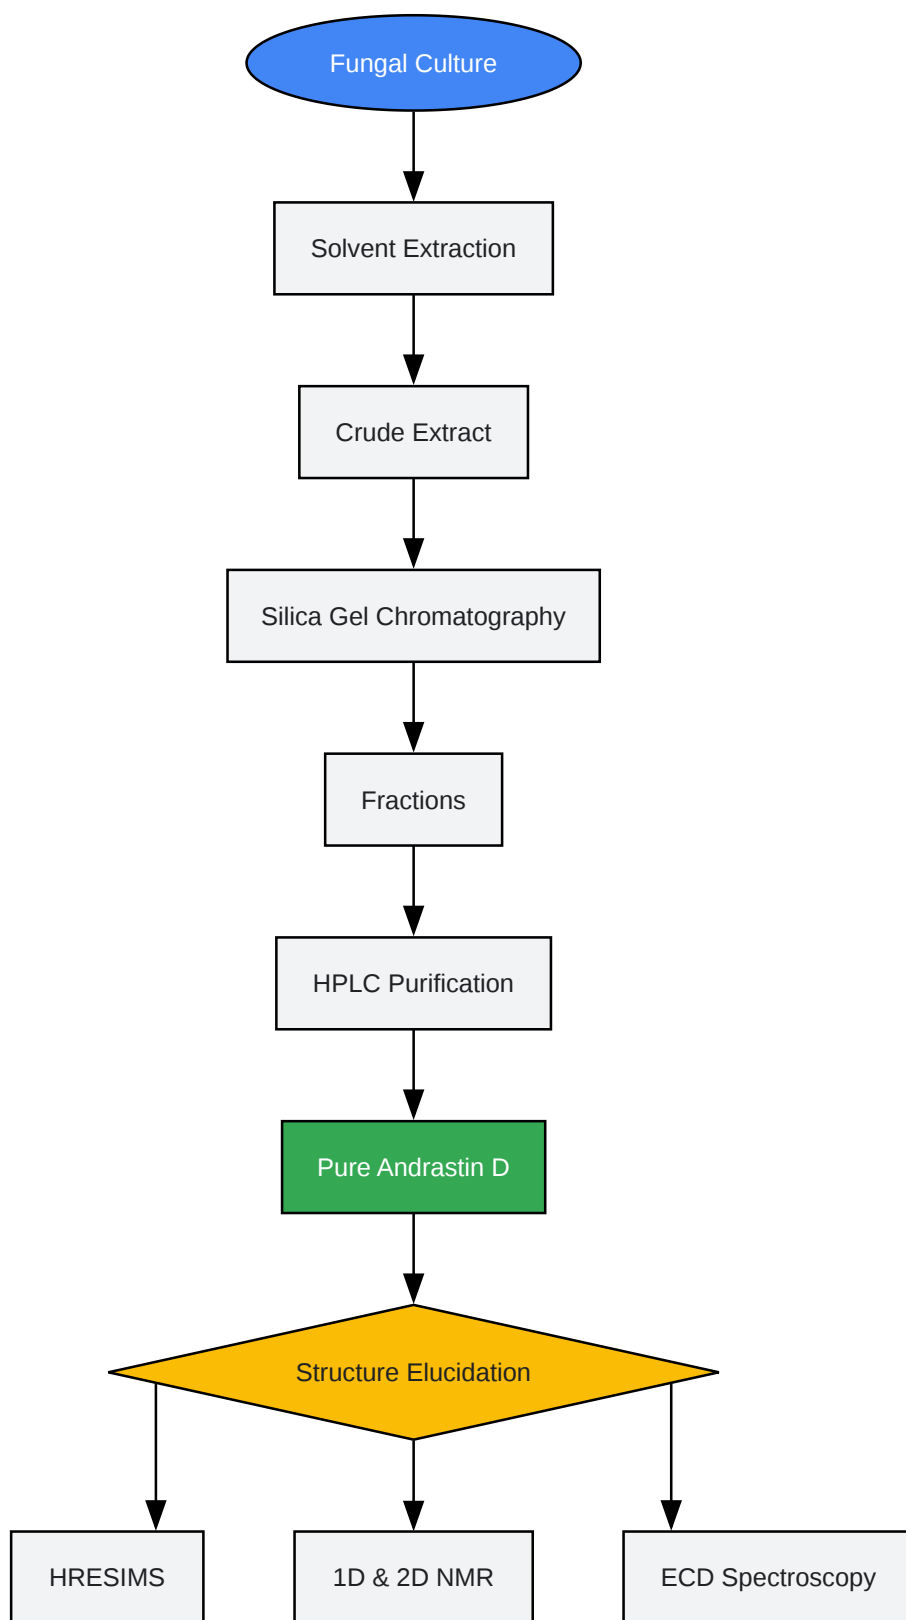 Fungal Culture
Solvent Extraction
Crude Extract
Silica Gel Chromatography
Fractions
HPLC Purification
Pure Andrastin D
Structure Elucidation
HRESIMS
1D & 2D NMR
ECD Spectroscopy